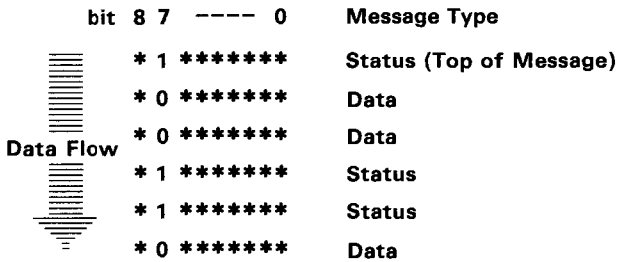 bit 8 7 ---- 0 Message Type
* 1 ******* Status (Top of Message)
* 0 ******* Data
* 0 ******* Data
Data Flow
* 1 ******* Status
* 1 ******* Status
* 0 ******* Data